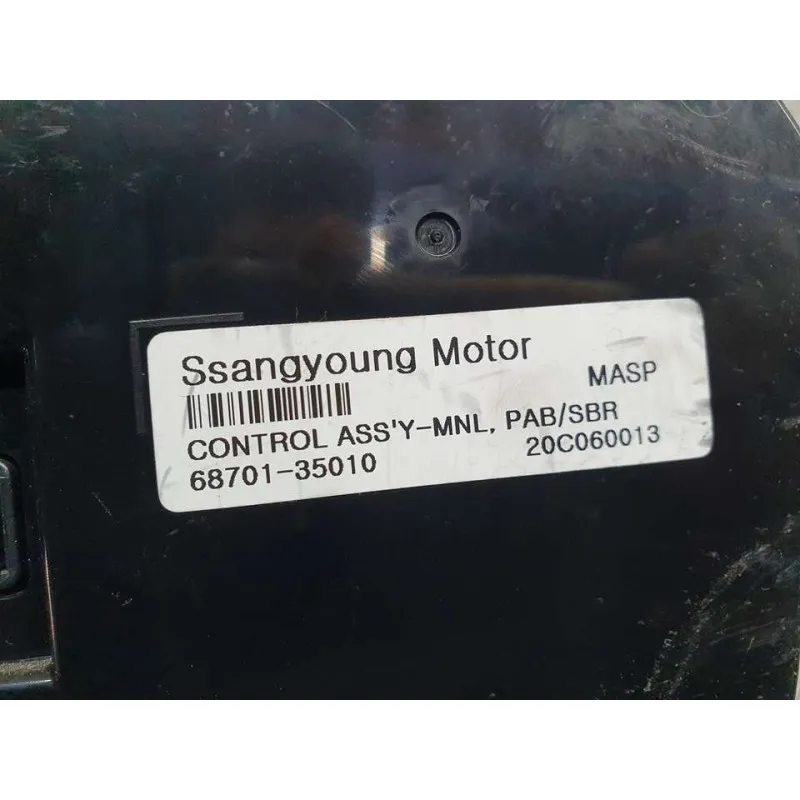 Ssangyoung Motor
MASP
CONTROL ASS'Y-MNL, PAB/SBR
68701-35010
20C060013